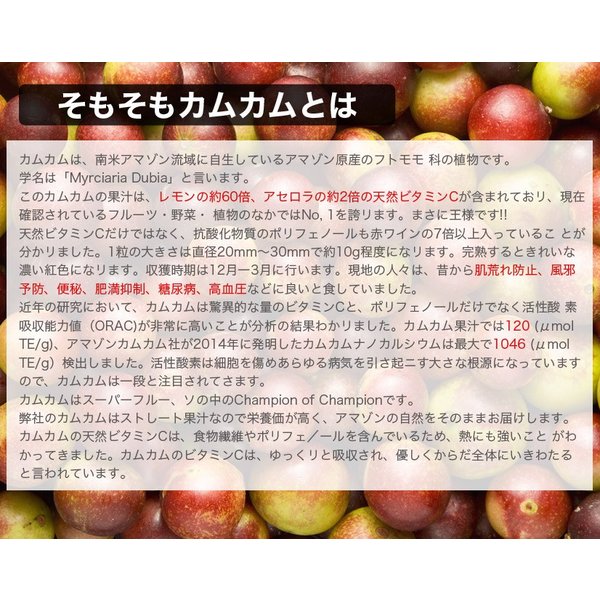 そもそもカムカムとは
カムカムは、南米アマゾン流域に自生しているアマゾン原産のフトモモ 科の植物です。
学名は「Myrciaria Dubia」と言います。
このカムカムの果汁は、レモンの約60倍、アセロラの約2倍の天然ビタミンCが含まれており、現在
確認されているフルーツ・野菜・ 植物のなかではNo, 1を誇ります。まさに王様です!!
天然ビタミンCだけではなく、抗酸化物質のポリフェノールも赤ワインの7倍以上入っているこ とが
分かりました。1粒の大きさは直径20mm〜30mmで約10g程度になります。完熟するときれいな
濃い紅色になります。収獲時期は12月ー3月に行います。現地の人々は、昔から肌荒れ防止、風邪
予防、便秘、肥満抑制、糖尿病、高血圧などに良いと食していました。
近年の研究において、カムカムは驚異的な量のビタミンCと、ポリフェノールだけでなく活性酸 素
吸収能力値（ORAC)が非常に高いことが分析の結果わかりました。カムカム果汁では120 (μmol
TE/g)、アマゾンカムカム社が2014年に発明したカムカムナノカルシウムは最大で1046（μmol
TE/g）検出しました。活性酸素は細胞を傷めあらゆる病気を引き起ニす大きな根源になっています
ので、カムカムは一段と注目されてさます。
カムカムはスーパーフルー、ソの中のChampion of Championです。
弊社のカムカムはストレート果汁なので栄養価が高く、アマゾンの自然をそのままお届けします。
カムカムの天然ビタミンCは、食物繊維やポリフェ／ールを含んでいるため、熱にも強いこと がわ
かってきました。カムカムのビタミンCは、ゆっくリと吸収され、優しくからだ全体にいきわたる
と言われています。